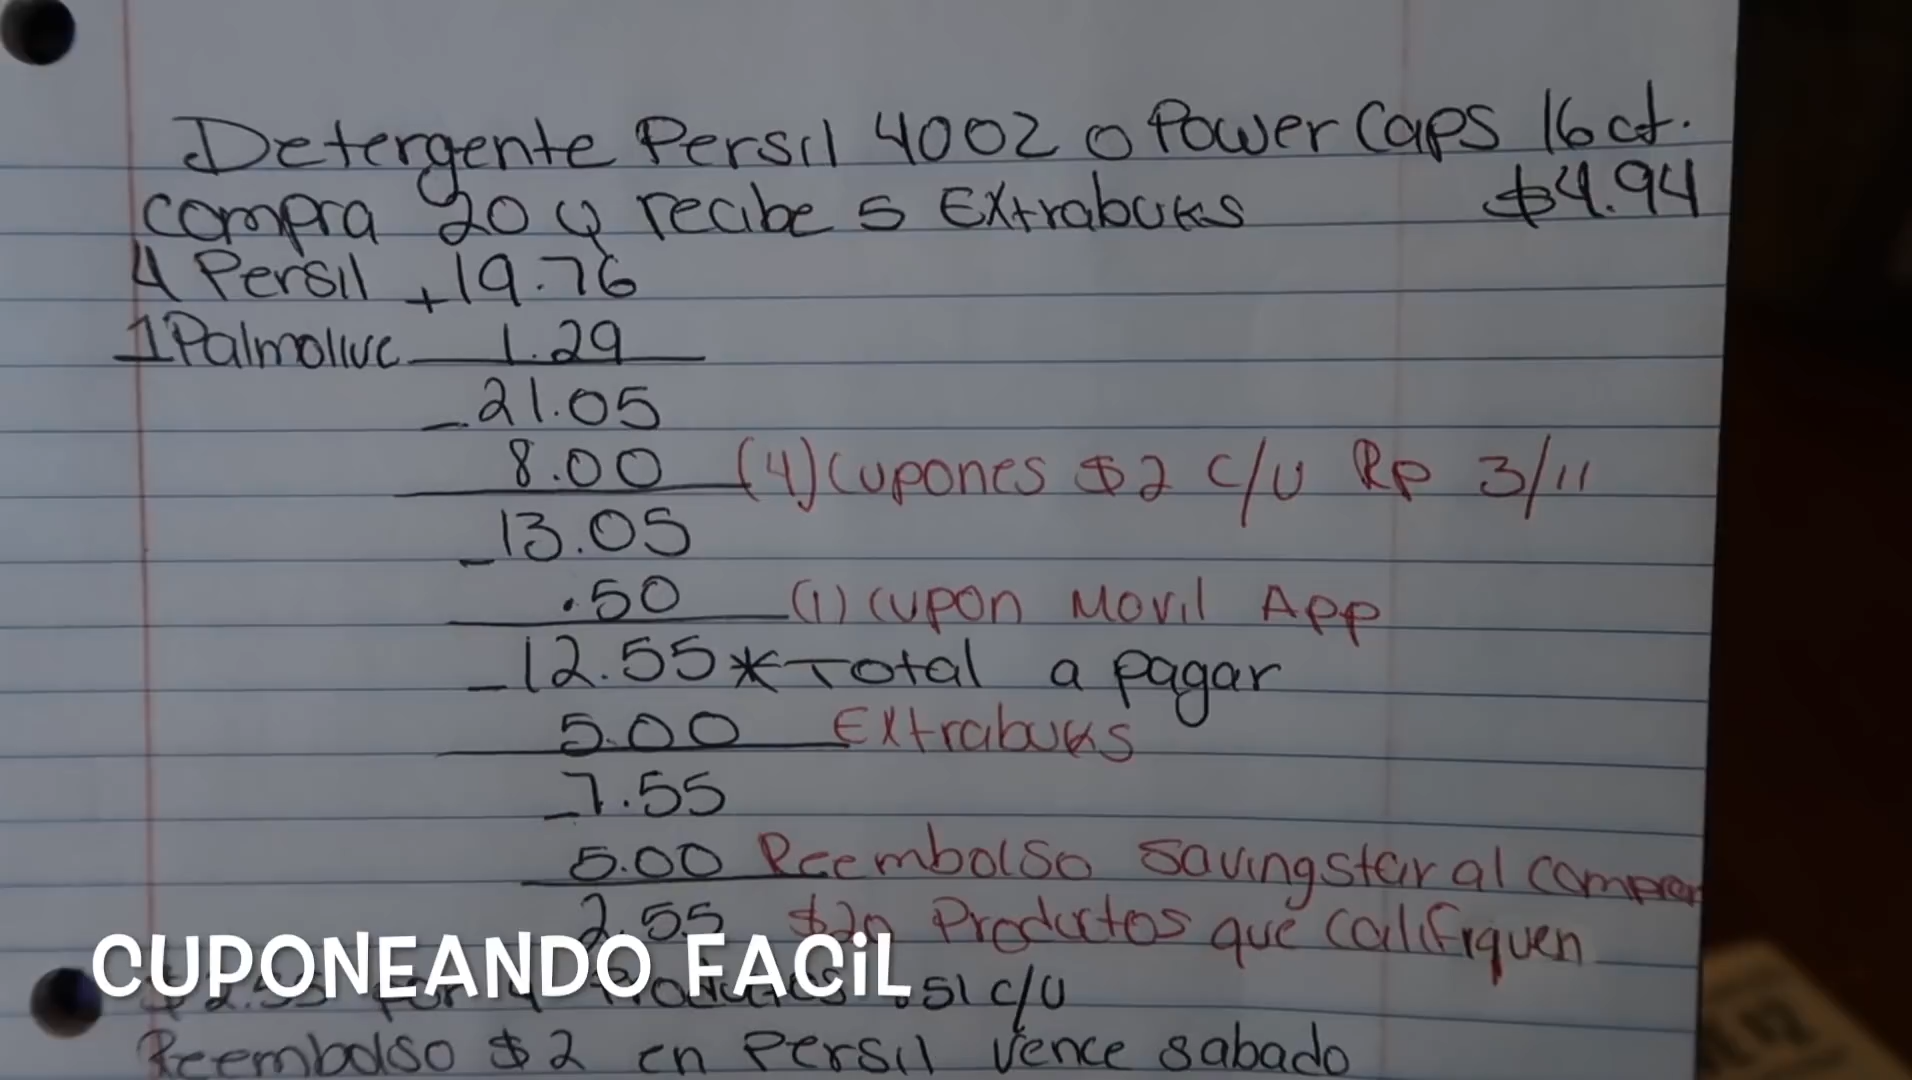 Detergente Persil 40oz o Power Caps 16 ct.
compra 20 y recibe 5 Extrabucks $4.94
4 Persil +19.76
1 Palmolive 1.29
-21.05
8.00 (4) Cupones $2 c/u RP 3/11
-13.05
.50 (1) Cupon Movil App
-12.55 * Total a pagar
5.00 Extrabucks
-7.55
5.00 Reembolso Savingstar al comprar
2.55 $20 Productos que califiquen
CUPONEANDO FACiL
.51 c/u
Reembolso $2 en Persil vence sabado